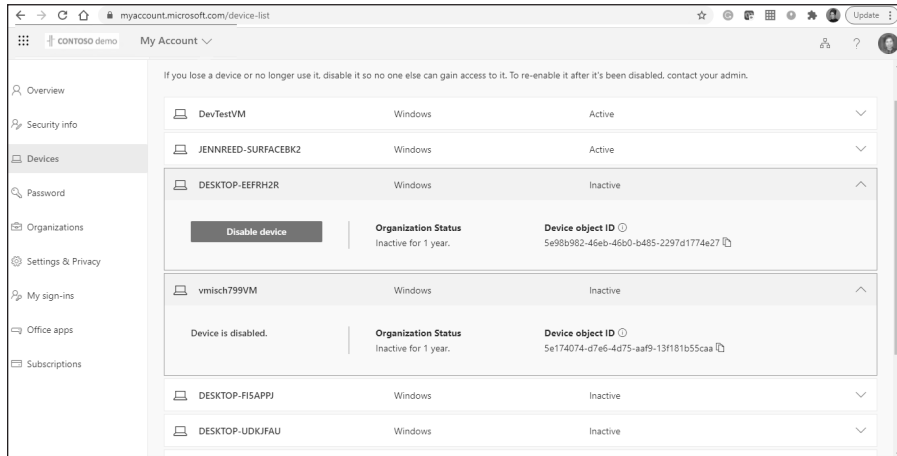 myaccount.microsoft.com/device-list
Update
CONTOSO demo
My Account
?
If you lose a device or no longer use it, disable it so no one else can gain access to it. To re-enable it after it's been disabled, contact your admin.
Overview
Security info
Devices
Password
Organizations
Settings & Privacy
My sign-ins
Office apps
Subscriptions
DevTestVM Windows Active
JENNREED-SURFACEBK2 Windows Active
DESKTOP-EEFRH2R Windows Inactive
Disable device
Organization Status
Inactive for 1 year.
Device object ID
5e98b982-46eb-46b0-b485-2297d1774e27
vmisch799VM Windows Inactive
Device is disabled.
Organization Status
Inactive for 1 year.
Device object ID
5e174074-d7e6-4d75-aaf9-13f181b55caa
DESKTOP-FI5APPJ Windows Inactive
DESKTOP-UDKJFAU Windows Inactive